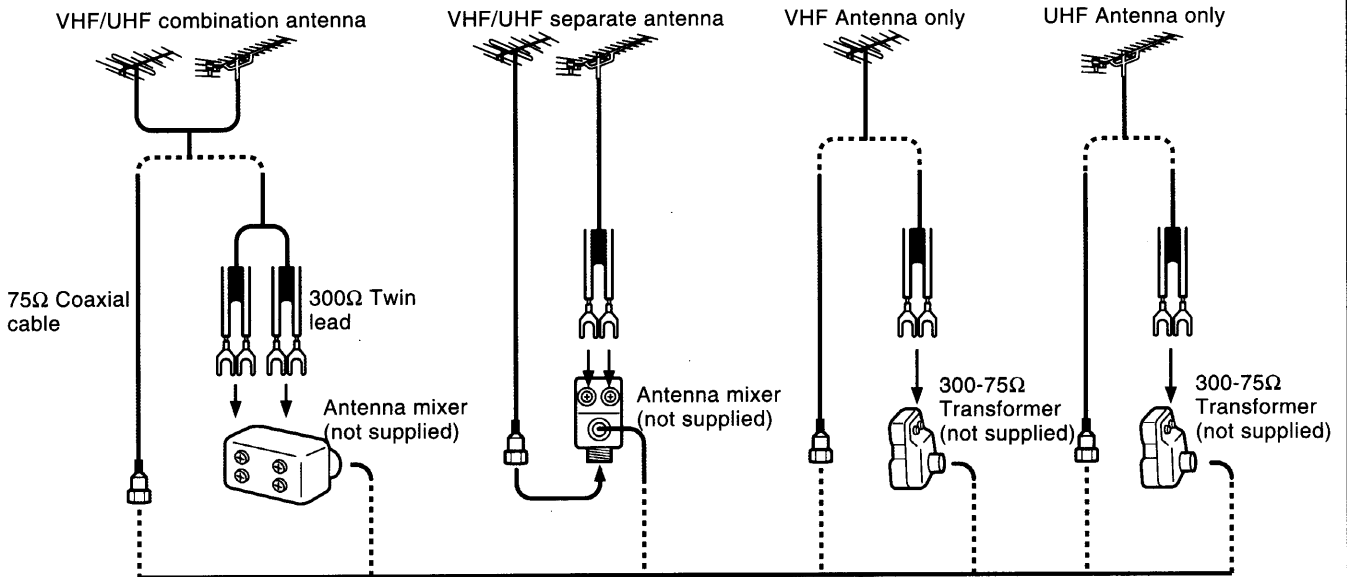 VHF/UHF combination antenna
VHF/UHF separate antenna
VHF Antenna only
UHF Antenna only
75Ω Coaxial
cable
300Ω Twin
lead
Antenna mixer
(not supplied)
Antenna mixer
(not supplied)
300-75Ω
Transformer
(not supplied)
300-75Ω
Transformer
(not supplied)